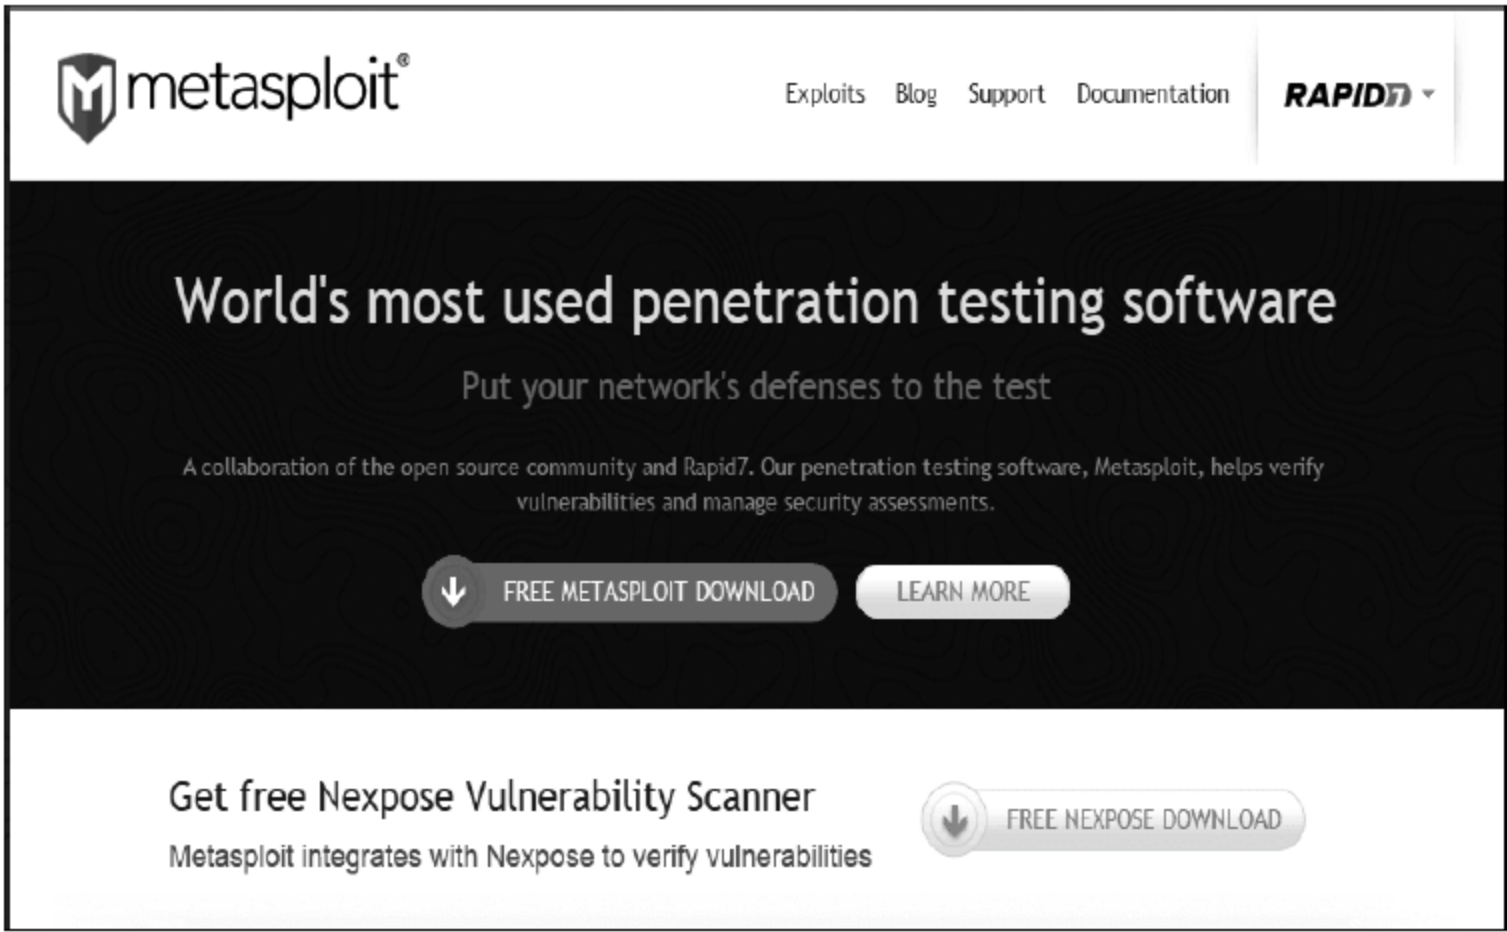 metasploit®
Exploits Blog Support Documentation RAPID7
World's most used penetration testing software
Put your network's defenses to the test
A collaboration of the open source community and Rapid7. Our penetration testing software, Metasploit, helps verify
vulnerabilities and manage security assessments.
FREE METASPLOIT DOWNLOAD LEARN MORE
Get free Nexpose Vulnerability Scanner
FREE NEXPOSE DOWNLOAD
Metasploit integrates with Nexpose to verify vulnerabilities